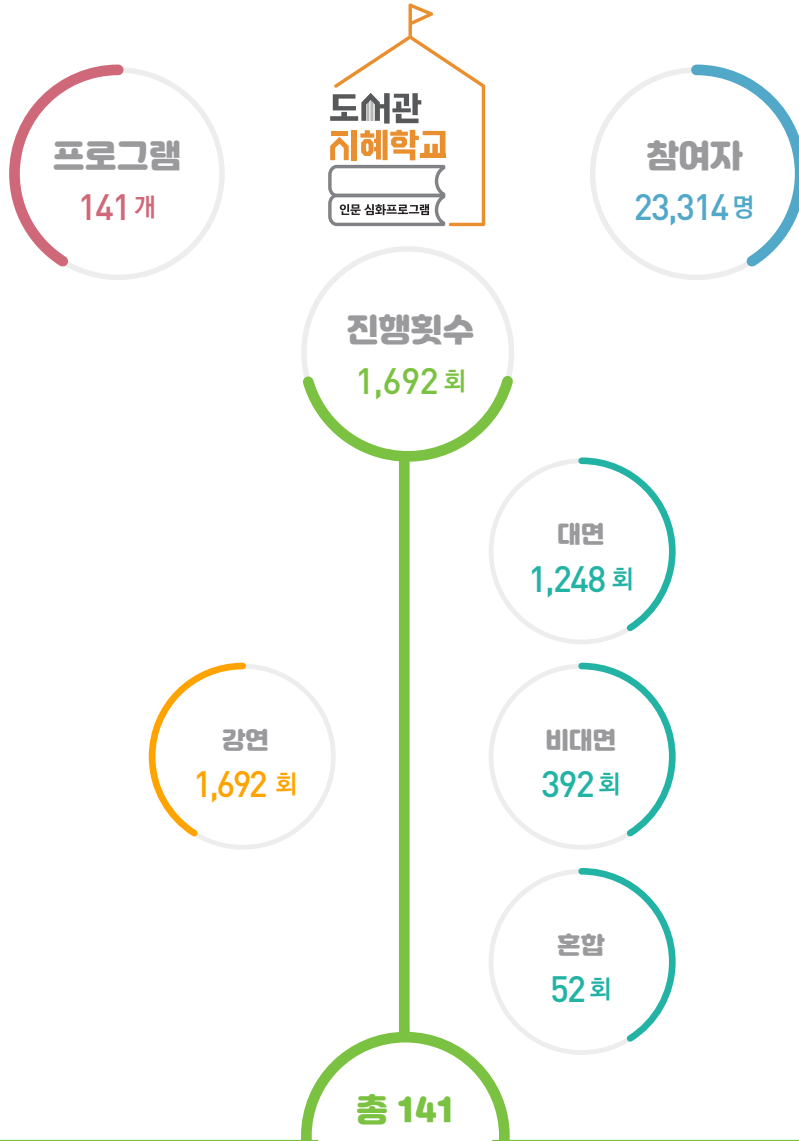 도서관
지혜학교
인문 심화프로그램
프로그램
141 개
참여자
23,314 명
진행횟수
1,692 회
대면
1,248 회
강연
1,692 회
비대면
392 회
혼합
52 회
총 141